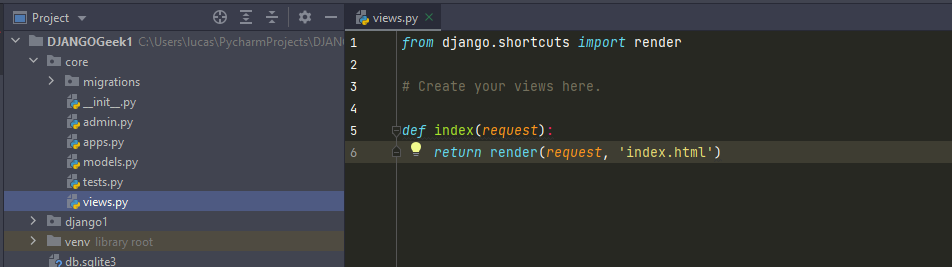 Project
DJANGOGeek1 C:\Users\lucas\PycharmProjects\DJAN
core
migrations
__init__.py
admin.py
apps.py
models.py
tests.py
views.py
django1
venv library root
db.sqlite3
views.py
1 from django.shortcuts import render
2
3 # Create your views here.
4
5 def index(request):
6 return render(request, 'index.html')